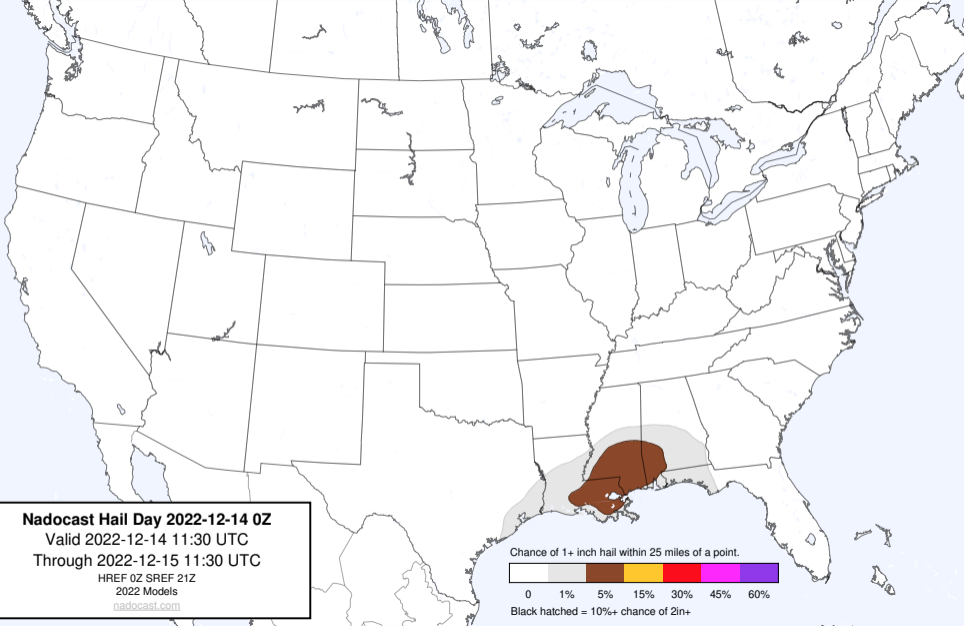 Nadocast Hail Day 2022-12-14 0Z
Valid 2022-12-14 11:30 UTC
Through 2022-12-15 11:30 UTC
HREF 0Z SREF 21Z
2022 Models
nadocast.com
Chance of 1+ inch hail within 25 miles of a point.
0 1% 5% 15% 30% 45% 60%
Black hatched = 10%+ chance of 2in+